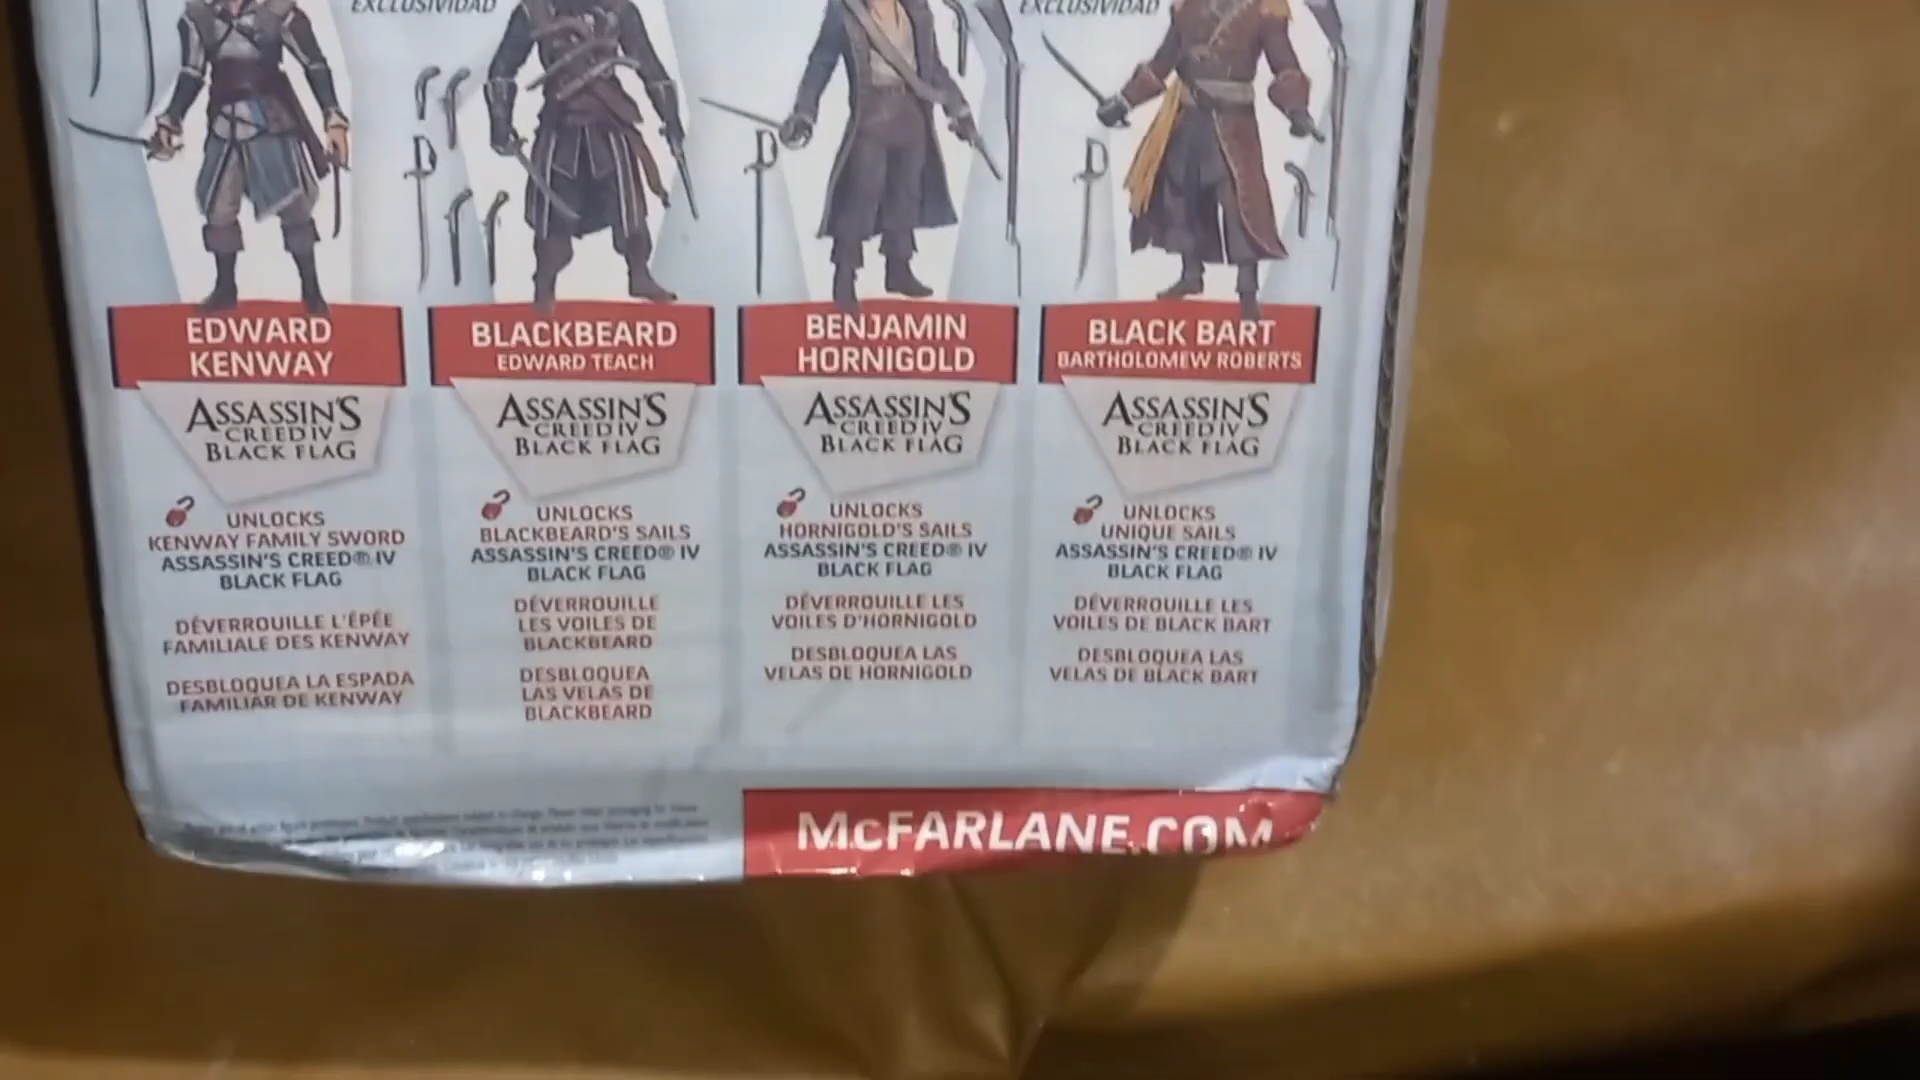 EXCLUSIVIDAD
EXCLUSIVIDAD
EDWARD
KENWAY
ASSASSIN'S
CREED IV
BLACK FLAG
UNLOCKS
KENWAY FAMILY SWORD
ASSASSIN'S CREED® IV
BLACK FLAG
DÉVERROUILLE L'ÉPÉE
FAMILIALE DES KENWAY
DESBLOQUEA LA ESPADA
FAMILIAR DE KENWAY
BLACKBEARD
EDWARD TEACH
ASSASSIN'S
CREED IV
BLACK FLAG
UNLOCKS
BLACKBEARD'S SAILS
ASSASSIN'S CREED® IV
BLACK FLAG
DÉVERROUILLE
LES VOILES DE
BLACKBEARD
DESBLOQUEA
LAS VELAS DE
BLACKBEARD
BENJAMIN
HORNIGOLD
ASSASSIN'S
CREED IV
BLACK FLAG
UNLOCKS
HORNIGOLD'S SAILS
ASSASSIN'S CREED® IV
BLACK FLAG
DÉVERROUILLE LES
VOILES D'HORNIGOLD
DESBLOQUEA LAS
VELAS DE HORNIGOLD
BLACK BART
BARTHOLOMEW ROBERTS
ASSASSIN'S
CREED IV
BLACK FLAG
UNLOCKS
UNIQUE SAILS
ASSASSIN'S CREED® IV
BLACK FLAG
DÉVERROUILLE LES
VOILES DE BLACK BART
DESBLOQUEA LAS
VELAS DE BLACK BART
McFARLANE.COM